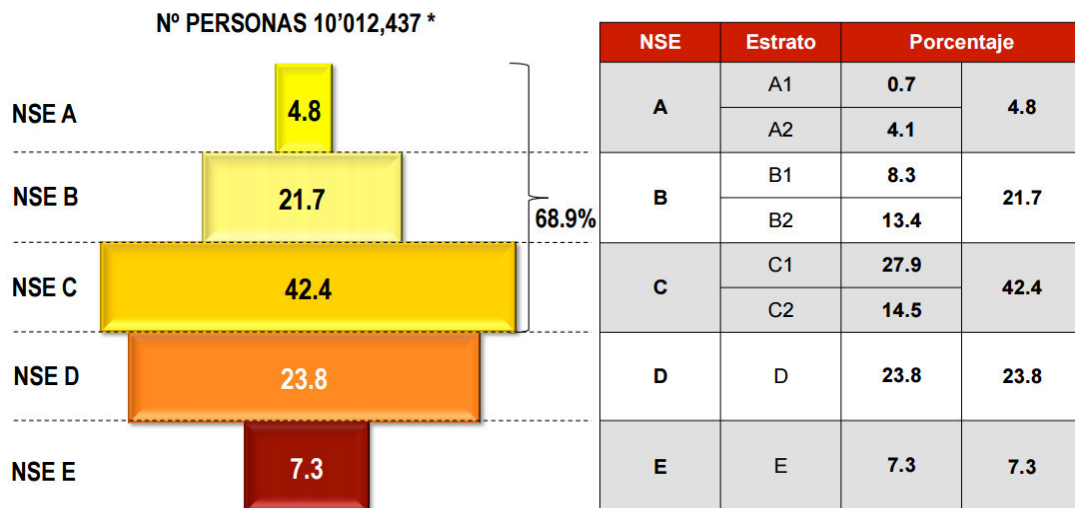 Nº PERSONAS 10'012,437 *
NSE A
4.8
NSE B
21.7
68.9%
NSE C
42.4
NSE D
23.8
NSE E
7.3
NSE Estrato Porcentaje
A A1 0.7 4.8
A2 4.1
B B1 8.3 21.7
B2 13.4
C C1 27.9 42.4
C2 14.5
D D 23.8 23.8
E E 7.3 7.3